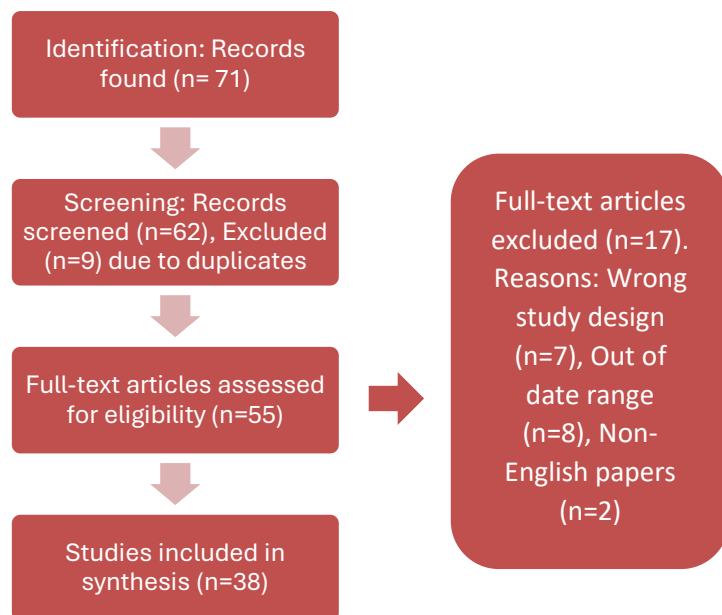 Identification: Records
found (n= 71)
Screening: Records
screened (n=62), Excluded
(n=9) due to duplicates
Full-text articles assessed
for eligibility (n=55)
Studies included in
synthesis (n=38)
Full-text articles
excluded (n=17).
Reasons: Wrong
study design
(n=7), Out of
date range
(n=8), Non-
English papers
(n=2)